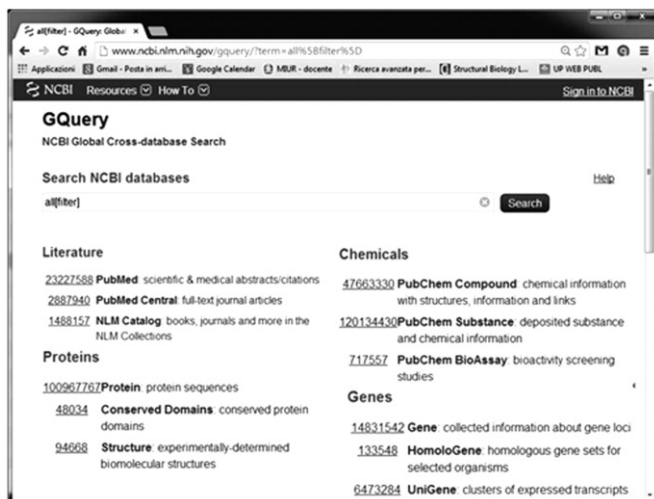 all[filter] - GQuery: Global
www.ncbi.nlm.nih.gov/gquery/?term=all%5Bfilter%5D
Applicazioni Gmail - Posta in arri... Google Calendar MIUR - docente Ricerca avanzata per... Structural Biology L... UP WEB PUBL »
NCBI Resources How To Sign in to NCBI
GQuery
NCBI Global Cross-database Search
Search NCBI databases Help
all[filter] Search
Literature
23227588 PubMed: scientific & medical abstracts/citations
2887940 PubMed Central: full-text journal articles
1488157 NLM Catalog: books, journals and more in the
NLM Collections
Proteins
100967767Protein: protein sequences
48034 Conserved Domains: conserved protein
domains
94668 Structure: experimentally-determined
biomolecular structures
Chemicals
47663330 PubChem Compound: chemical information
with structures, information and links
120134430PubChem Substance: deposited substance
and chemical information
717557 PubChem BioAssay: bioactivity screening
studies
Genes
14831542 Gene: collected information about gene loci
133548 HomoloGene: homologous gene sets for
selected organisms
6473284 UniGene: clusters of expressed transcripts